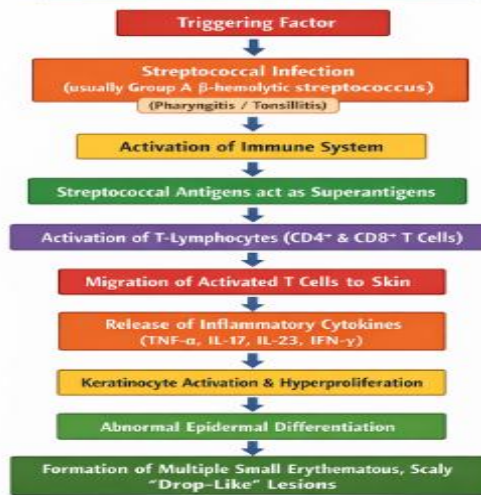 Triggering Factor
Streptococcal Infection
(usually Group A β-hemolytic streptococcus)
(Pharyngitis / Tonsillitis)
Activation of Immune System
Streptococcal Antigens act as Superantigens
Activation of T-Lymphocytes (CD4⁺ & CD8⁺ T Cells)
Migration of Activated T Cells to Skin
Release of Inflammatory Cytokines
(TNF-α, IL-17, IL-23, IFN-γ)
Keratinocyte Activation & Hyperproliferation
Abnormal Epidermal Differentiation
Formation of Multiple Small Erythematous, Scaly
"Drop-Like" Lesions